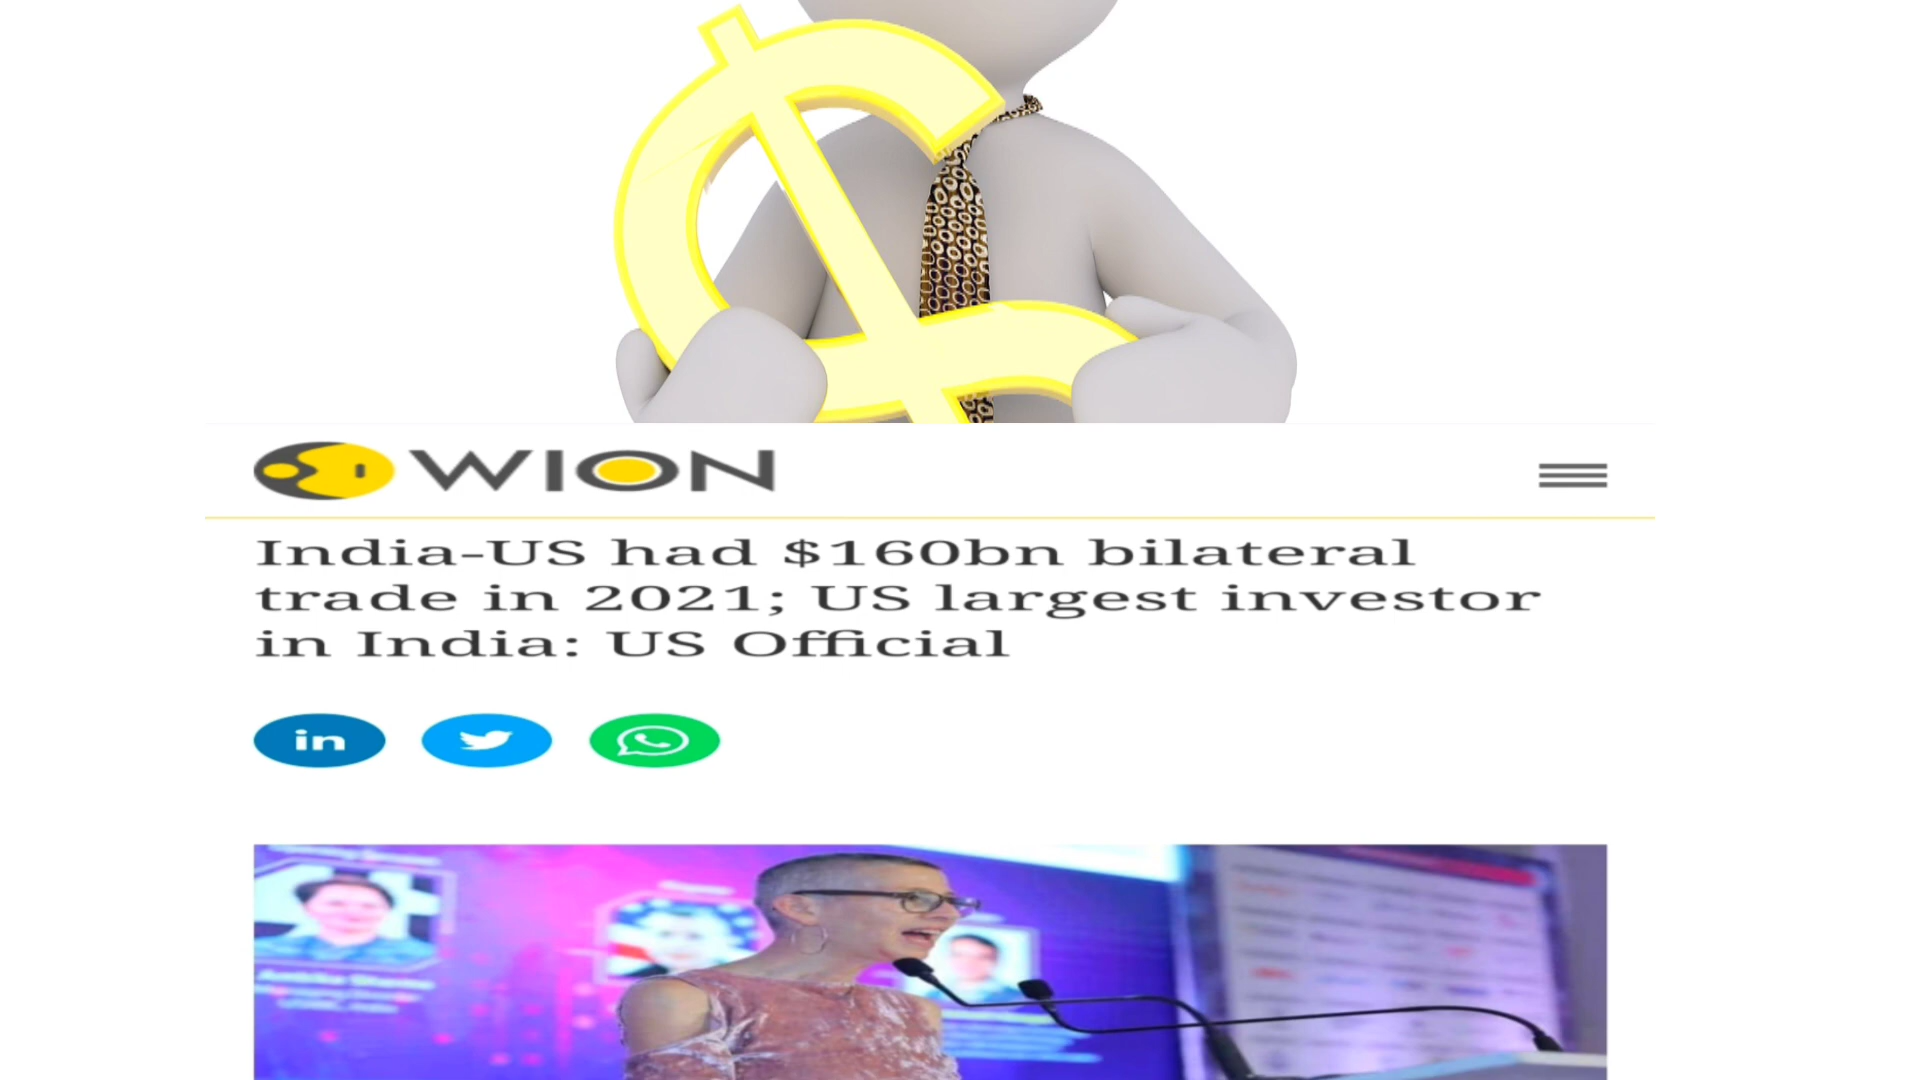 WION
India-US had $160bn bilateral
trade in 2021; US largest investor
in India: US Official
in